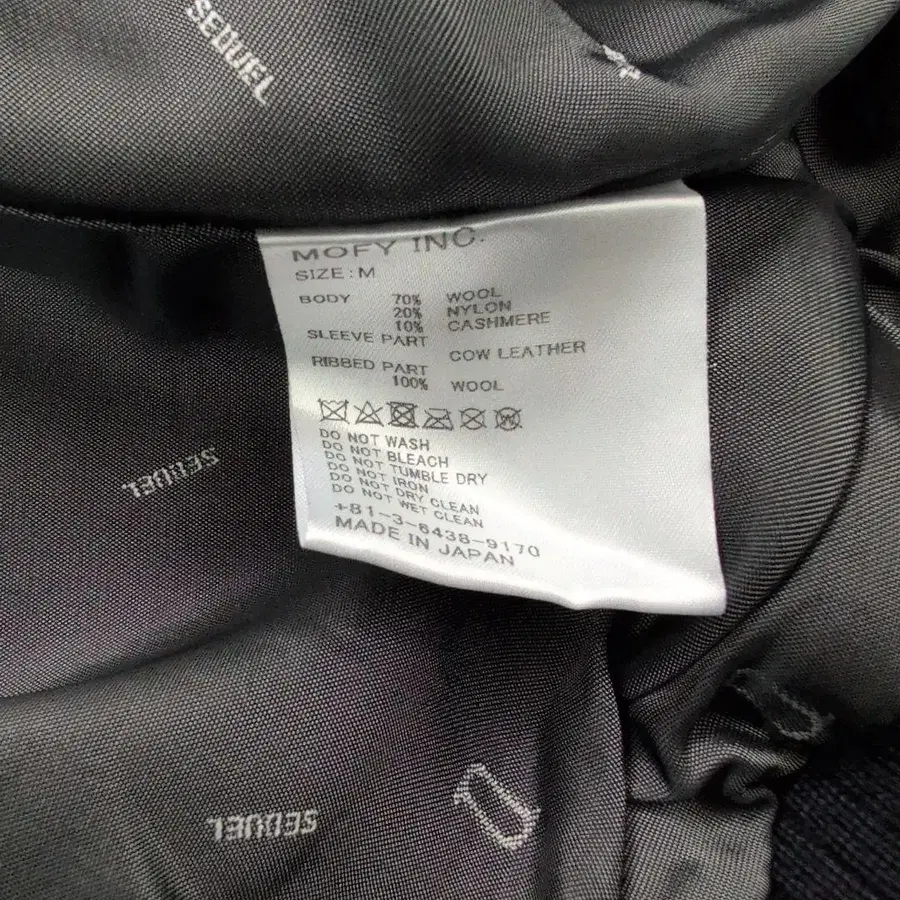 SEQUEL
MOFY INC.
SIZE : M
BODY 70% WOOL
20% NYLON
10% CASHMERE
SLEEVE PART
COW LEATHER
RIBBED PART
100% WOOL
DO NOT WASH
DO NOT BLEACH
DO NOT TUMBLE DRY
DO NOT IRON
DO NOT DRY CLEAN
DO NOT WET CLEAN
+81-3-6438-9170
MADE IN JAPAN
SEQUEL
SEQUEL